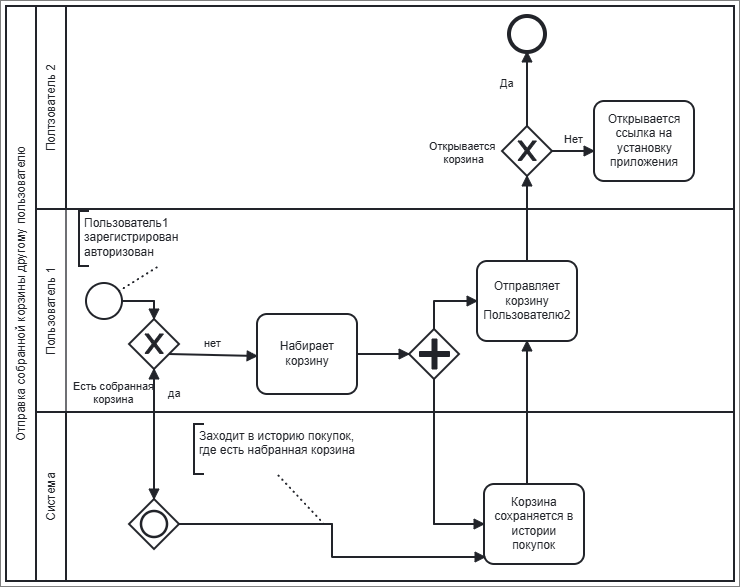 Отправка собранной корзины другому пользователю
Полтзователь 2
Да
Открывается
корзина
Нет
Открывается
ссылка на
установку
приложения
Пользователь 1
Пользователь1
зарегистрирован
авторизован
Есть собранная
корзина
нет
да
Набирает
корзину
Отправляет
корзину
Пользователю2
Система
Заходит в историю покупок,
где есть набранная корзина
Корзина
сохраняется в
истории
покупок